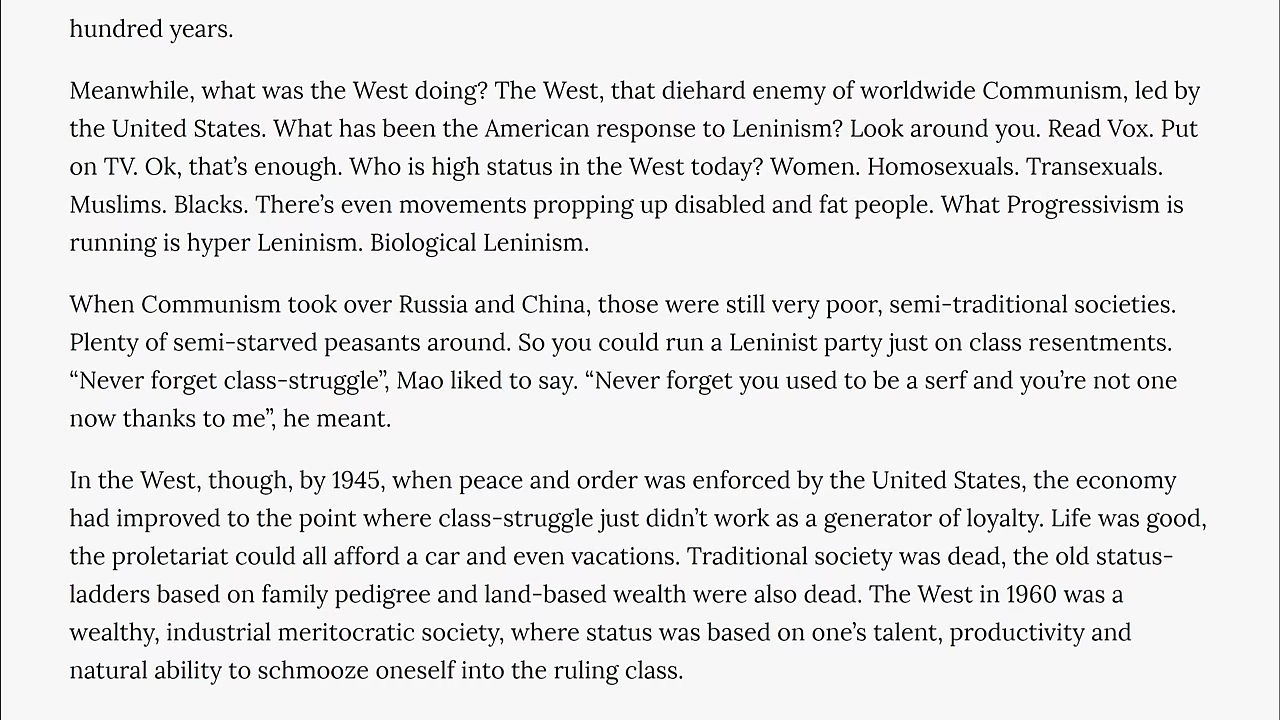 hundred years.
Meanwhile, what was the West doing? The West, that diehard enemy of worldwide Communism, led by
the United States. What has been the American response to Leninism? Look around you. Read Vox. Put
on TV. Ok, that’s enough. Who is high status in the West today? Women. Homosexuals. Transexuals.
Muslims. Blacks. There’s even movements propping up disabled and fat people. What Progressivism is
running is hyper Leninism. Biological Leninism.
When Communism took over Russia and China, those were still very poor, semi-traditional societies.
Plenty of semi-starved peasants around. So you could run a Leninist party just on class resentments.
“Never forget class-struggle”, Mao liked to say. “Never forget you used to be a serf and you’re not one
now thanks to me”, he meant.
In the West, though, by 1945, when peace and order was enforced by the United States, the economy
had improved to the point where class-struggle just didn’t work as a generator of loyalty. Life was good,
the proletariat could all afford a car and even vacations. Traditional society was dead, the old status-
ladders based on family pedigree and land-based wealth were also dead. The West in 1960 was a
wealthy, industrial meritocratic society, where status was based on one’s talent, productivity and
natural ability to schmooze oneself into the ruling class.